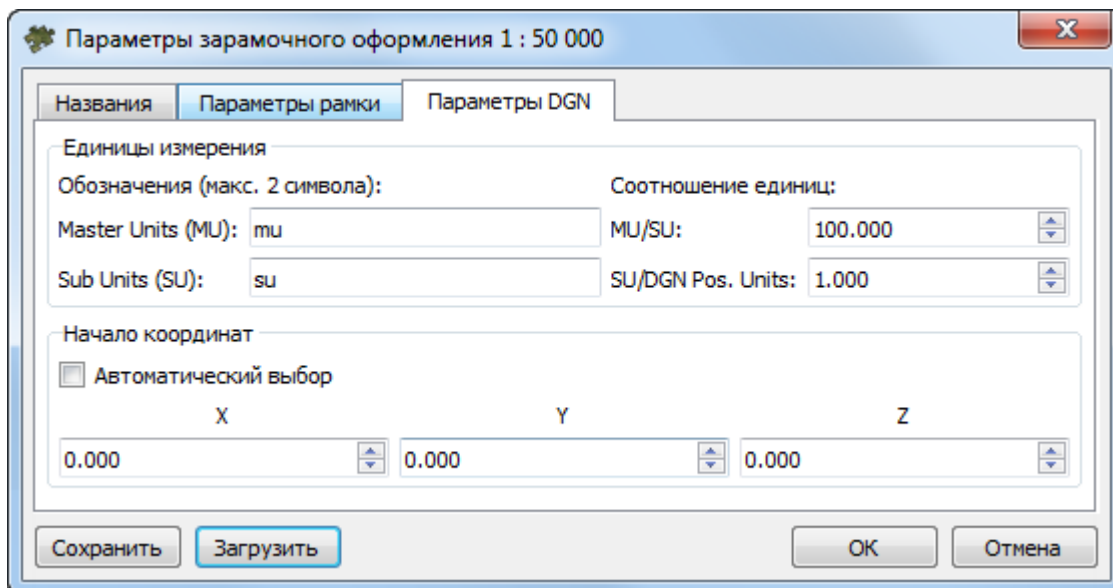 Параметры зарамочного оформления 1 : 50 000
Названия Параметры рамки Параметры DGN
Единицы измерения
Обозначения (макс. 2 символа): Соотношение единиц:
Master Units (MU): mu MU/SU: 100.000
Sub Units (SU): su SU/DGN Pos. Units: 1.000
Начало координат
Автоматический выбор
X Y Z
0.000 0.000 0.000
Сохранить Загрузить OK Отмена